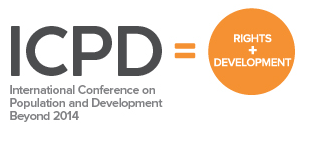 ICPD
International Conference on
Population and Development
Beyond 2014
=
RIGHTS
+
DEVELOPMENT